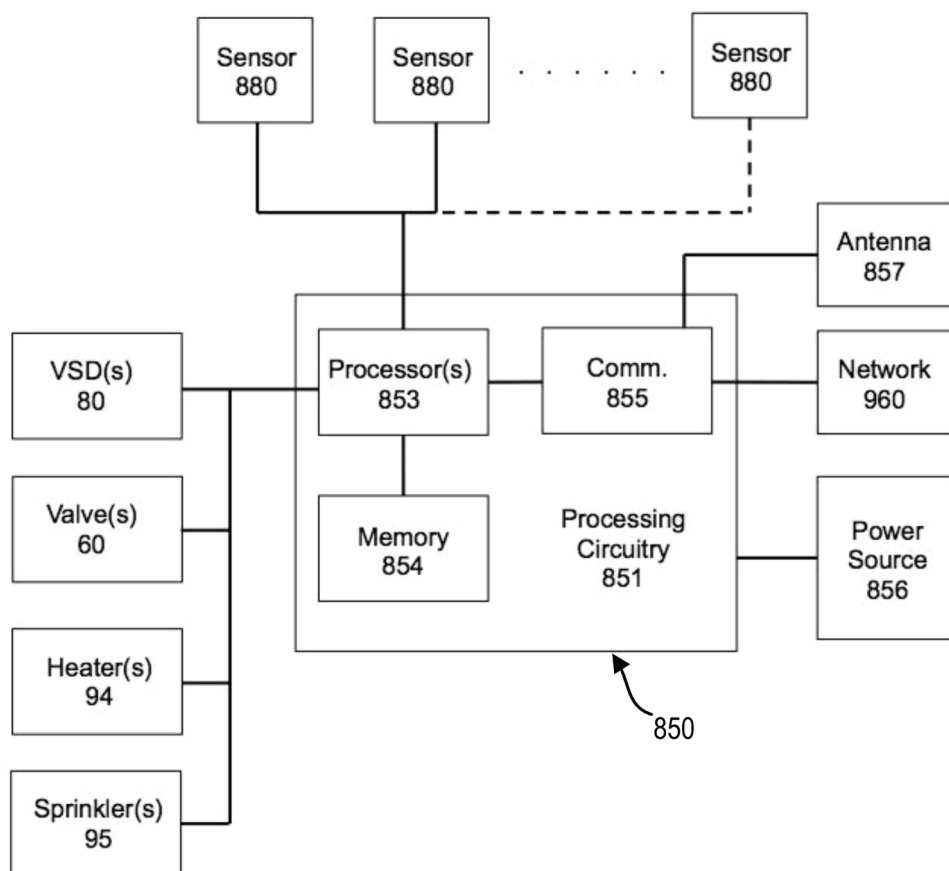 Sensor
880
Sensor
880
. . . . . .
Sensor
880
Antenna
857
VSD(s)
80
Processor(s)
853
Comm.
855
Network
960
Valve(s)
60
Memory
854
Processing
Circuitry
851
Power
Source
856
Heater(s)
94
850
Sprinkler(s)
95